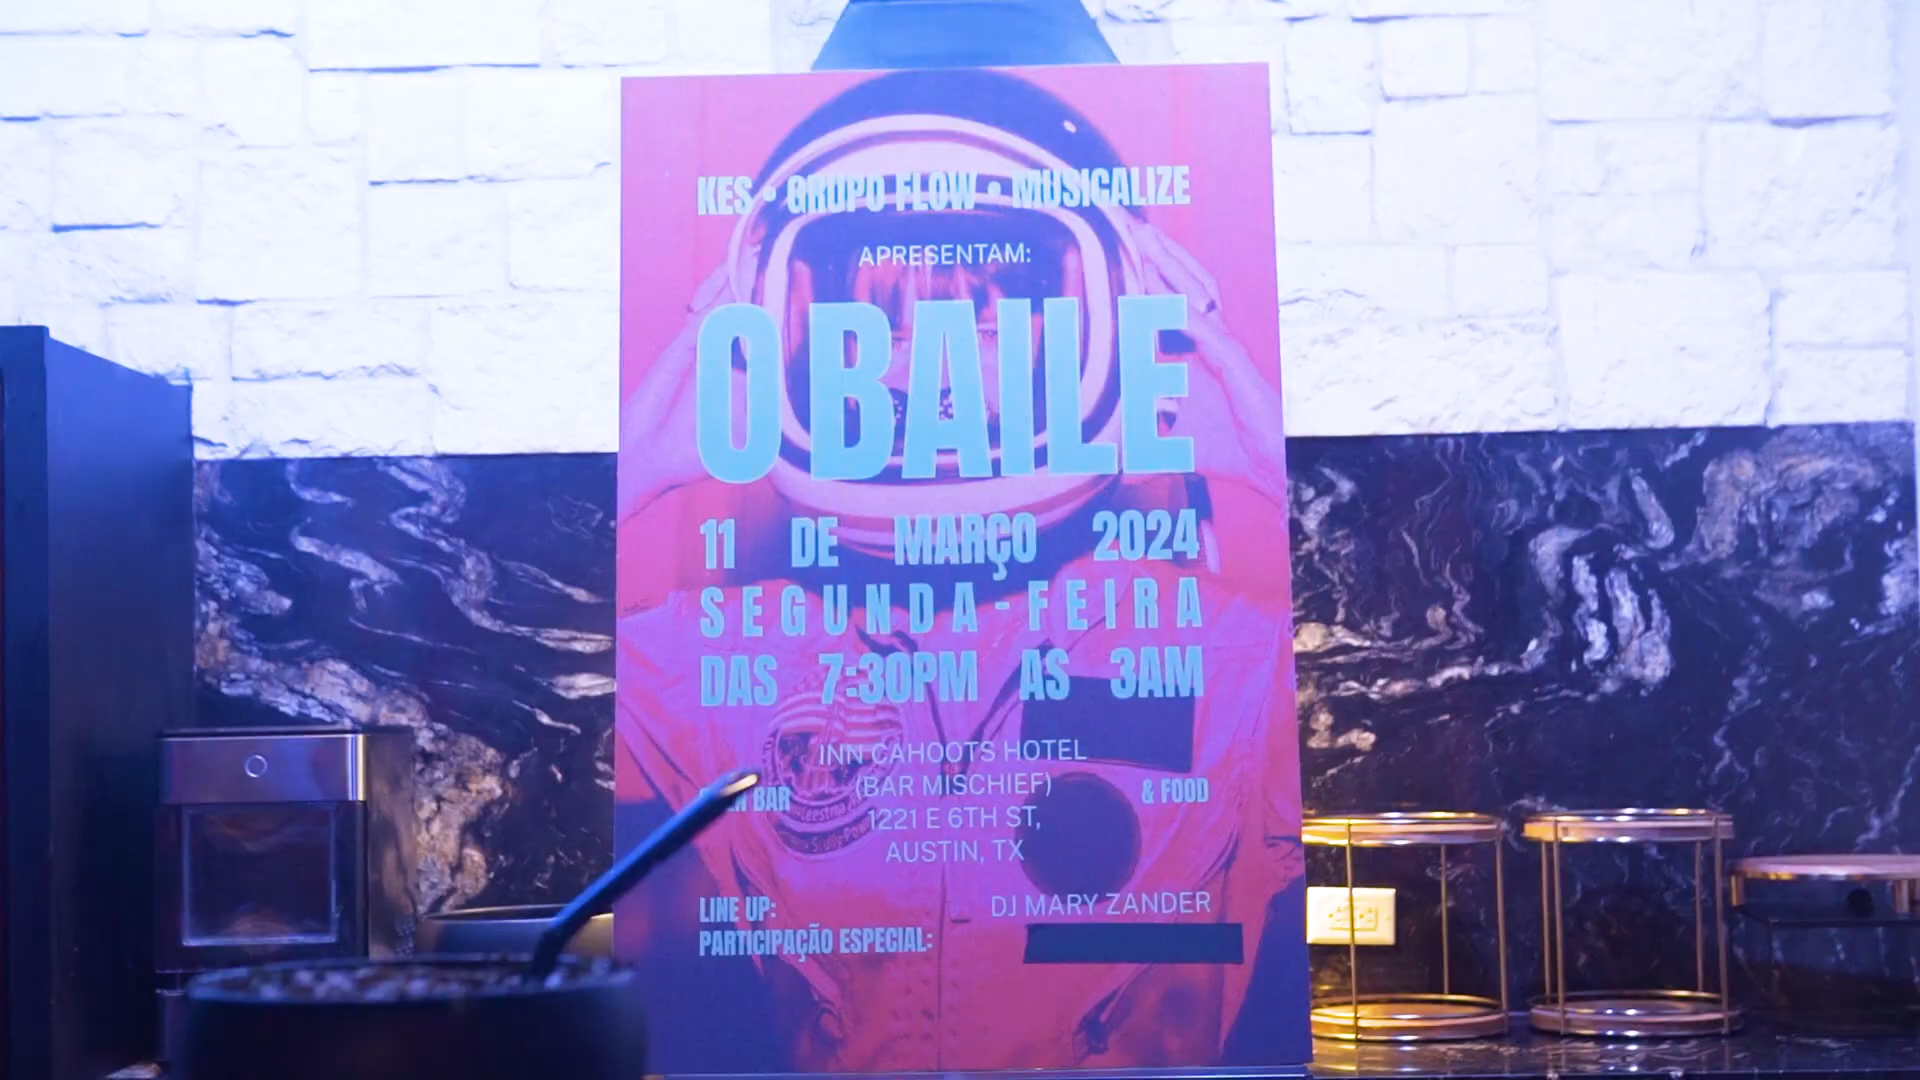 KES • GRUPO FLOW • MUSICALIZE
APRESENTAM:
O BAILE
11 DE MARÇO 2024
SEGUNDA-FEIRA
DAS 7:30PM AS 3AM
INN CAHOOTS HOTEL
(BAR MISCHIEF)
BAR
& FOOD
1221 E 6TH ST,
AUSTIN, TX
LINE UP:
DJ MARY ZANDER
PARTICIPAÇÃO ESPECIAL: